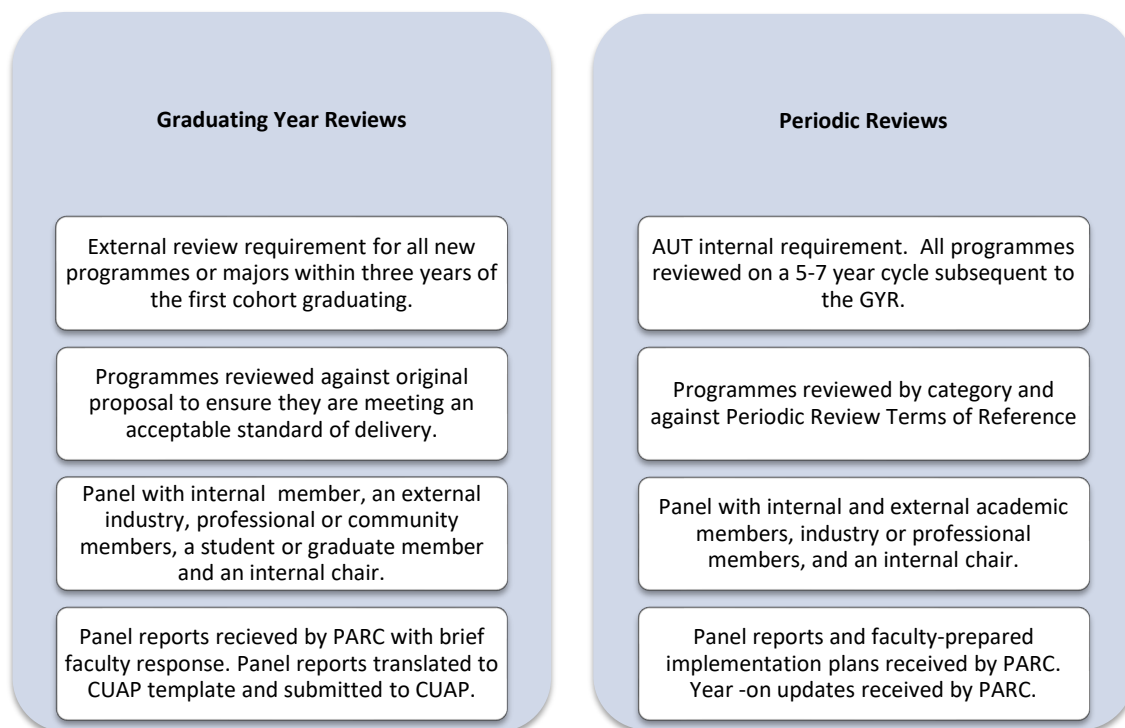 Graduating Year Reviews
External review requirement for all new
programmes or majors within three years of
the first cohort graduating.
Programmes reviewed against original
proposal to ensure they are meeting an
acceptable standard of delivery.
Panel with internal  member, an external
industry, professional or community
members, a student or graduate member
and an internal chair.
Panel reports recieved by PARC with brief
faculty response. Panel reports translated to
CUAP template and submitted to CUAP.
Periodic Reviews
AUT internal requirement.  All programmes
reviewed on a 5-7 year cycle subsequent to
the GYR.
Programmes reviewed by category and
against Periodic Review Terms of Reference
Panel with internal and external academic
members, industry or professional
members, and an internal chair.
Panel reports and faculty-prepared
implementation plans received by PARC.
Year -on updates received by PARC.